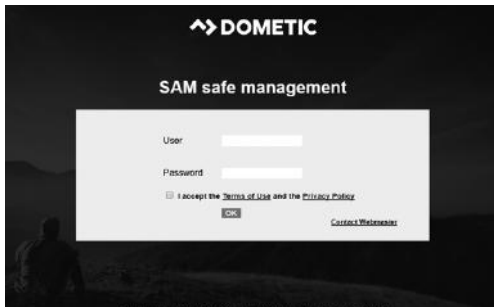 DOMETIC
SAM safe management
User
Password
I accept the Terms of Use and the Privacy Policy
OK
Contact Webmaster